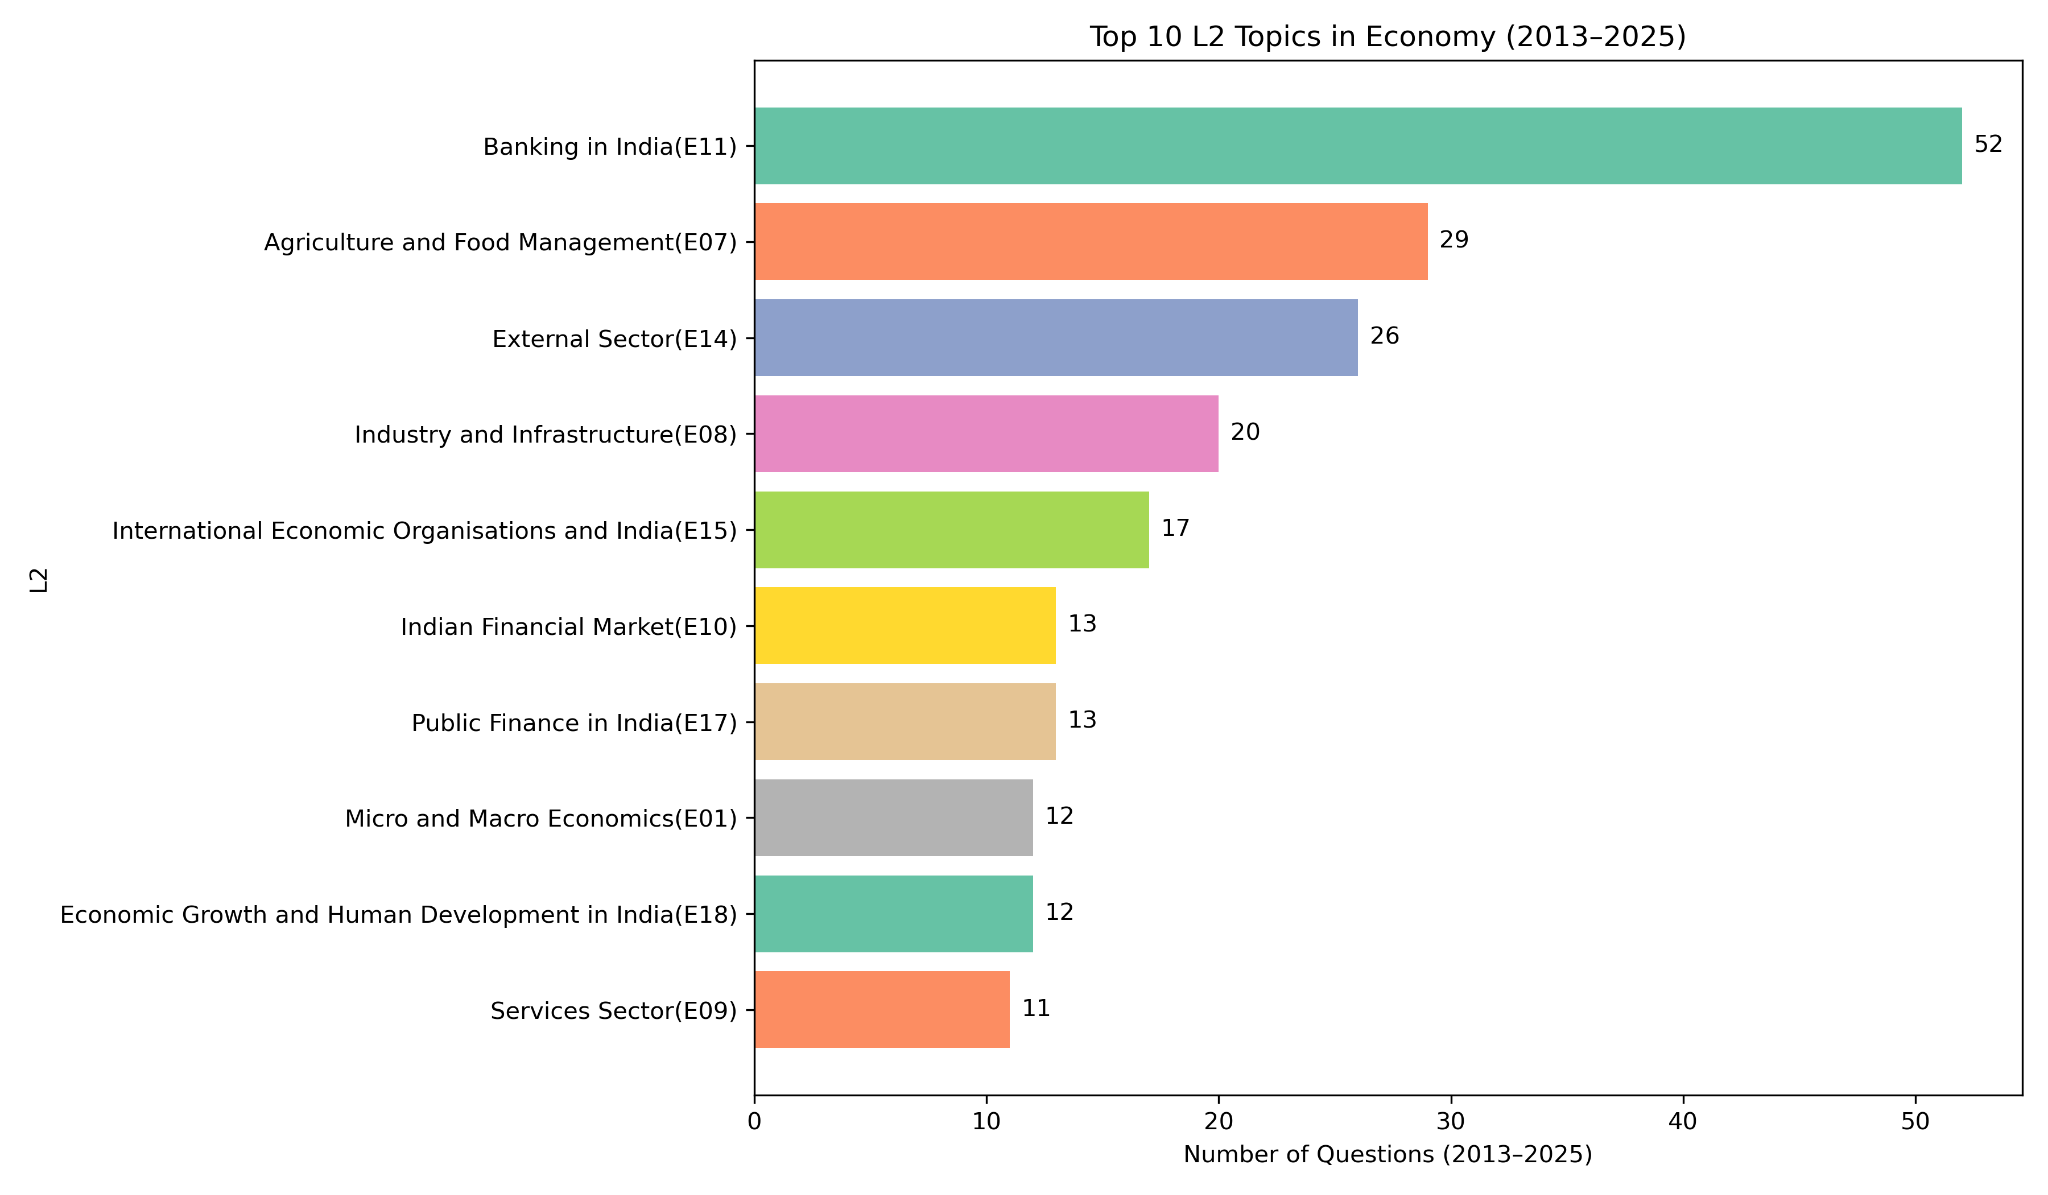 Top 10 L2 Topics in Economy (2013–2025)
Banking in India(E11)
52
Agriculture and Food Management(E07)
29
External Sector(E14)
26
Industry and Infrastructure(E08)
20
International Economic Organisations and India(E15)
17
Indian Financial Market(E10)
13
Public Finance in India(E17)
13
Micro and Macro Economics(E01)
12
Economic Growth and Human Development in India(E18)
12
Services Sector(E09)
11
L2
0 10 20 30 40 50
Number of Questions (2013–2025)